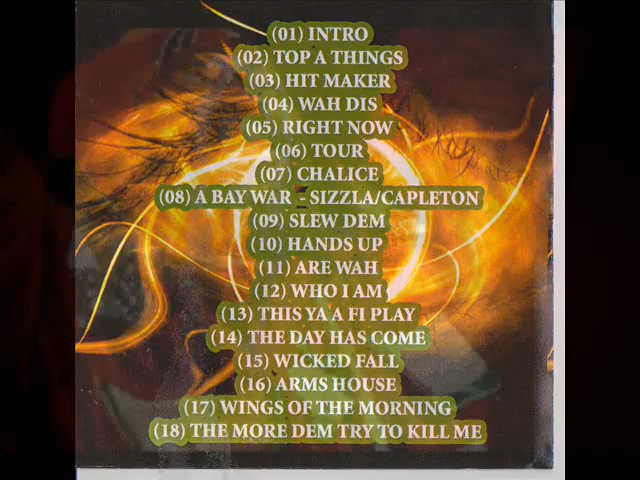 (01) INTRO
(02) TOP A THINGS
(03) HIT MAKER
(04) WAH DIS
(05) RIGHT NOW
(06) TOUR
(07) CHALICE
(08) A BAY WAR - SIZZLA/CAPLETON
(09) SLEW DEM
(10) HANDS UP
(11) ARE WAH
(12) WHO I AM
(13) THIS YA A FI PLAY
(14) THE DAY HAS COME
(15) WICKED FALL
(16) ARMS HOUSE
(17) WINGS OF THE MORNING
(18) THE MORE DEM TRY TO KILL ME